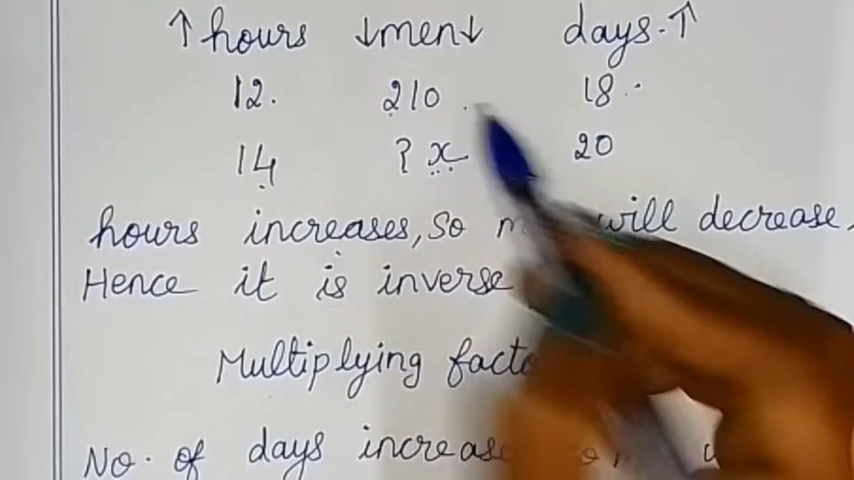 ↑ hours ↓men↓ days.↑
12. 210 18
14 ? x 20
hours increases, so will decrease.
Hence it is inverse
Multiplying
No. of days